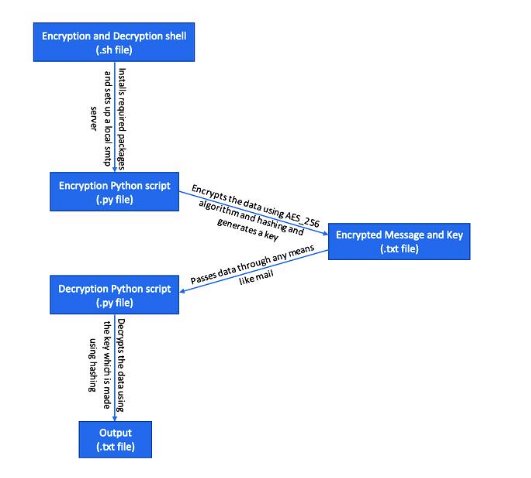 Encryption and Decryption shell
(.sh file)
Installs required packages
and sets up a local smtp
server
Encryption Python script
(.py file)
Encrypts the data using AES_256
algorithm and hashing and
generates a key
Encrypted Message and Key
(.txt file)
Passes data through any means
like mail
Decryption Python script
(.py file)
Decrypts the data using
the key which is made
using hashing
Output
(.txt file)